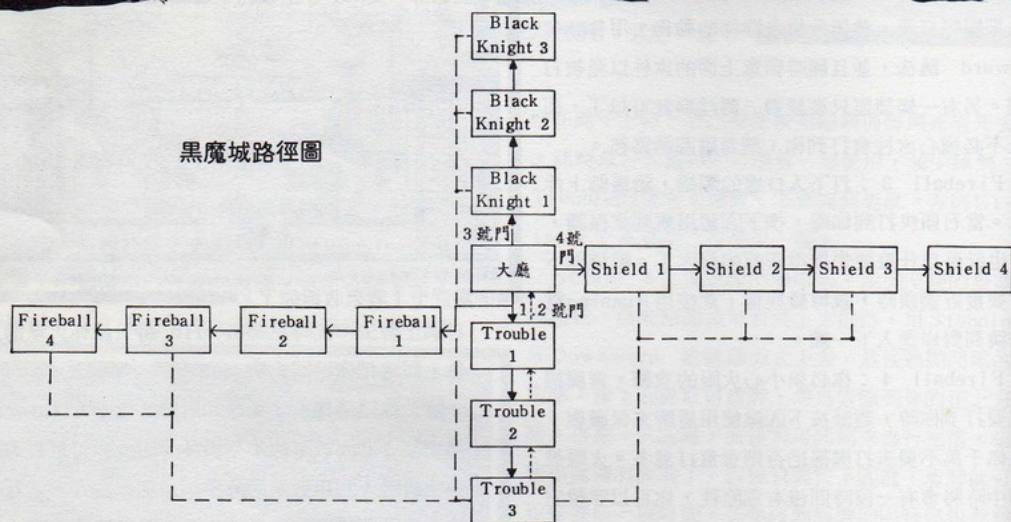 Black
Knight 3
Black
Knight 2
黑魔城路徑圖
Black
Knight 1
3號門
4號
門
大廳
Shield 1
Shield 2
Shield 3
Shield 4
1.2號門
Fireball
4
Fireball
3
Fireball
2
Fireball
1
Trouble
1
Trouble
2
Trouble
3